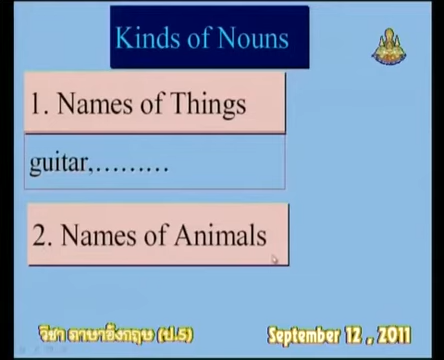 Kinds of Nouns
1. Names of Things
guitar,.........
2. Names of Animals
วิชา ภาษาอังกฤษ (ป.5)
September 12 , 2011